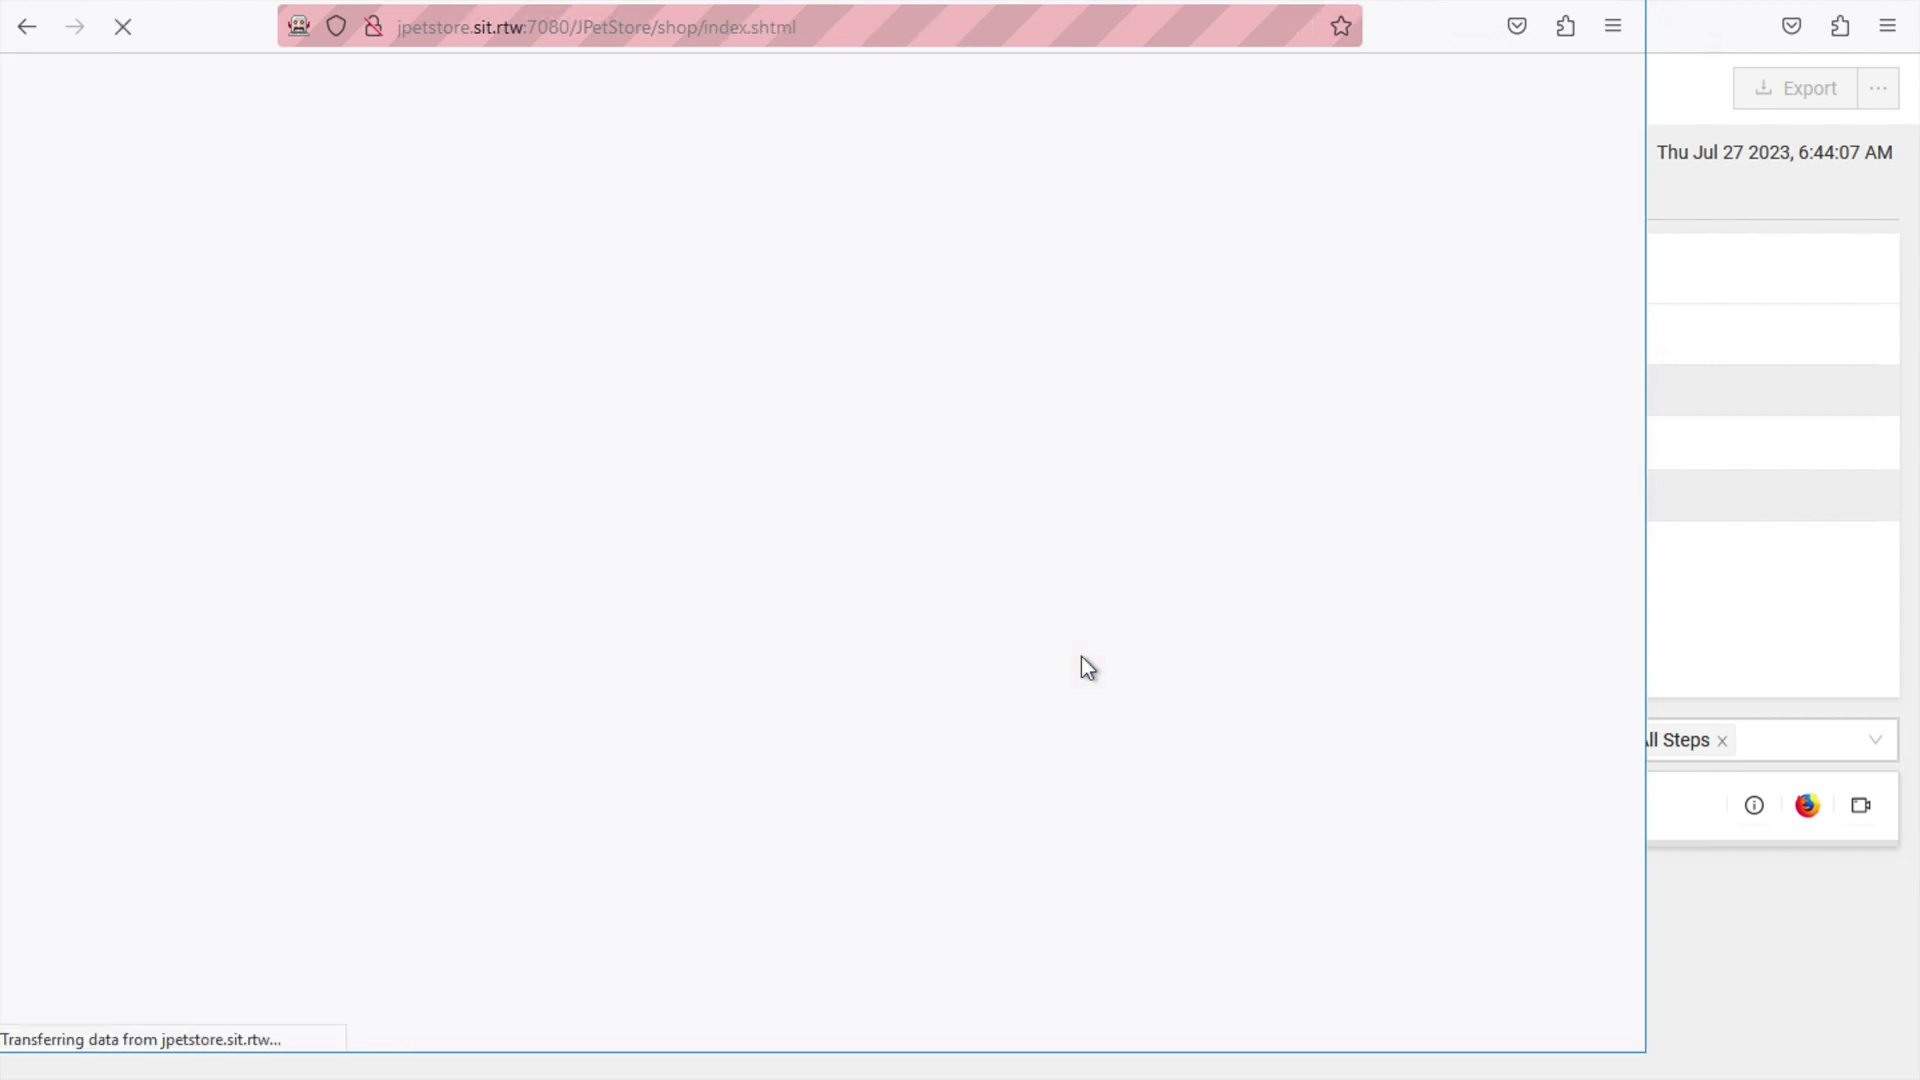 jpetstore.sit.rtw:7080/JPetStore/shop/index.shtml
Export
Thu Jul 27 2023, 6:44:07 AM
All Steps
Transferring data from jpetstore.sit.rtw...